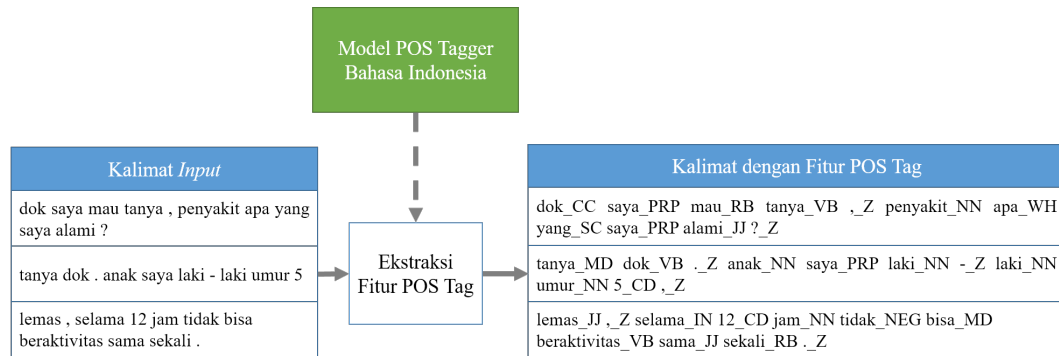 Model POS Tagger
Bahasa Indonesia
Kalimat Input
dok saya mau tanya , penyakit apa yang
saya alami ?
tanya dok . anak saya laki - laki umur 5
lemas , selama 12 jam tidak bisa
beraktivitas sama sekali .
Ekstraksi
Fitur POS Tag
Kalimat dengan Fitur POS Tag
dok_CC saya_PRP mau_RB tanya_VB ,_Z penyakit_NN apa_WH
yang_SC saya_PRP alami_JJ ?_Z
tanya_MD dok_VB ._Z anak_NN saya_PRP laki_NN -_Z laki_NN
umur_NN 5_CD ,_Z
lemas_JJ ,_Z selama_IN 12_CD jam_NN tidak_NEG bisa_MD
beraktivitas_VB sama_JJ sekali_RB ._Z